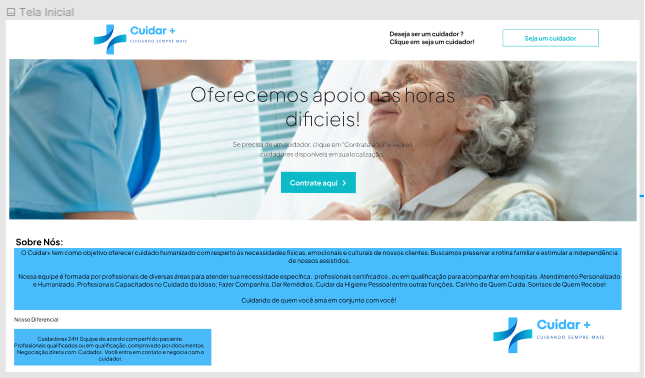 Tela Inicial
Cuidar +
CUIDANDO SEMPRE MAIS
Deseja ser um cuidador ?
Clique em seja um cuidador!
Seja um cuidador
Oferecemos apoio nas horas
dificieis!
Se precisa de um cuidador, clique em "Contrate aqui" e veja os
cuidadores disponíveis em sua localização.
Contrate aqui
Sobre Nós:
O Cuidar+ tem como objetivo oferecer cuidado humanizado com respeito às necessidades físicas, emocionais e culturais de nossos clientes. Buscamos preservar a rotina familiar e estimular a independência
de nossos assistidos.
Nossa equipe é formada por profissionais de diversas áreas para atender sua necessidade específica. profissionais certificados , ou em qualificação para acompanhar em hospitais. Atendimento Personalizado
e Humanizado. Profissionais Capacitados no Cuidado do Idoso; Fazer Companhia, Dar Remédios, Cuidar da Higiene Pessoal entre outras funções. Carinho de Quem Cuida. Sorrisos de Quem Recebe!
Cuidando de quem você ama em conjunto com você!
Nosso Diferencial:
Cuidadoras 24H Equipe de acordo com perfil do paciente.
Profissionais qualificados ou em qualificação, comprovado por documentos.
Negociação direta com Cuidador. Você entra em contato e negocia com o
cuidador.
Cuidar +
CUIDANDO SEMPRE MAIS